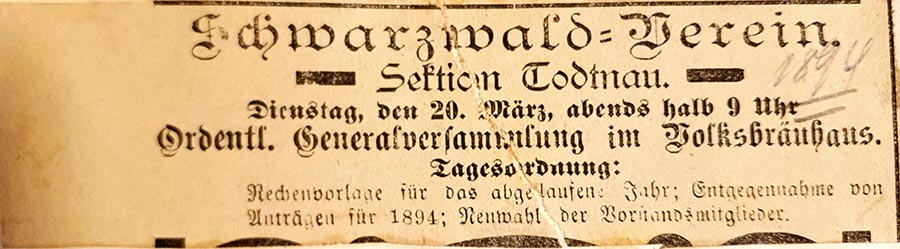 Schwarzwald=Verein.
Sektion Todtnau.
1894
Dienstag, den 20. März, abends halb 9 Uhr
Ordentl. Generalversammlung im Volksbräuhaus.
Tagesordnung:
Rechenvorlage für das abgelaufene Jahr; Entgegennahme von
Anträgen für 1894; Neuwahl der Vorstandsmitglieder.